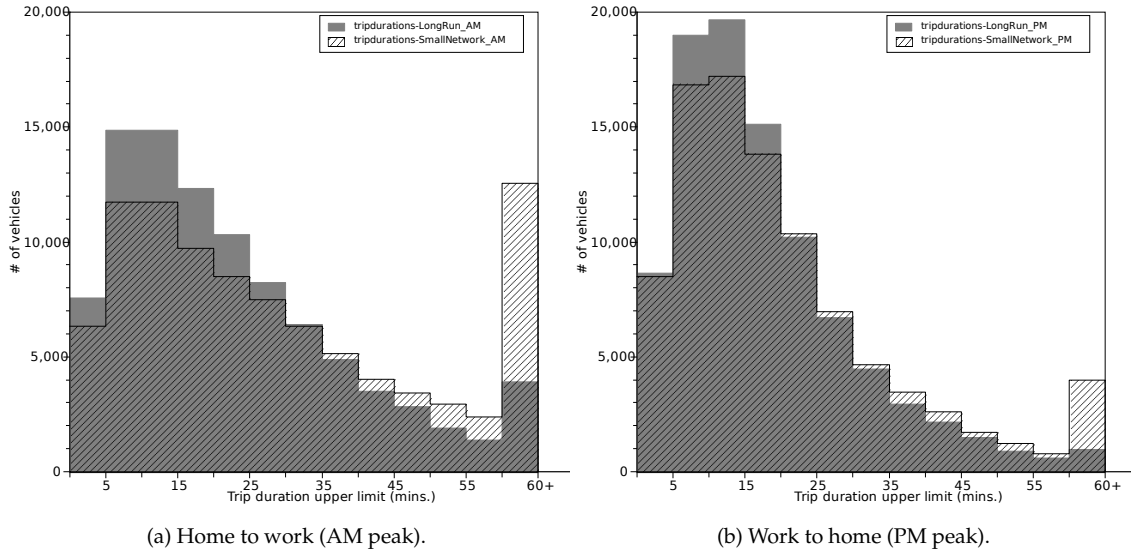 20,000
15,000
10,000
5,000
0
# of vehicles
tripdurations-LongRun_AM
tripdurations-SmallNetwork_AM
5 15 25 35 45 55 60+
Trip duration upper limit (mins.)
(a) Home to work (AM peak).
20,000
15,000
10,000
5,000
0
# of vehicles
tripdurations-LongRun_PM
tripdurations-SmallNetwork_PM
5 15 25 35 45 55 60+
Trip duration upper limit (mins.)
(b) Work to home (PM peak).